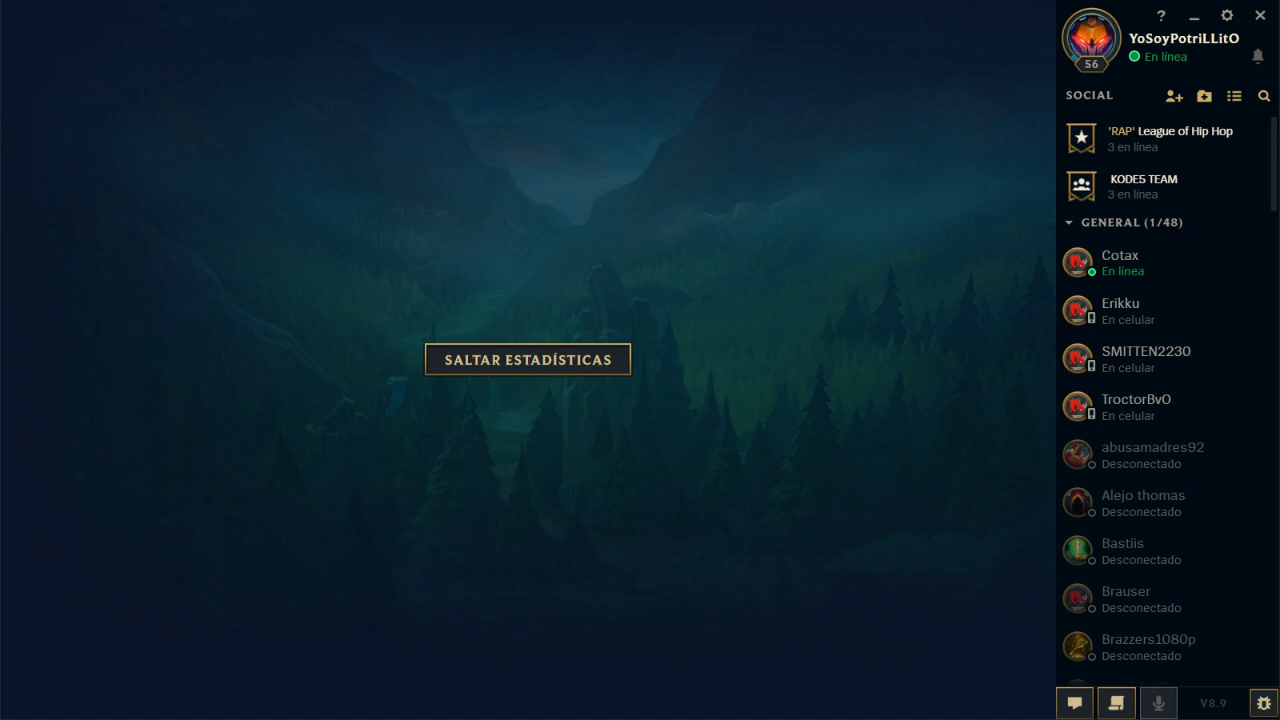 ?
YoSoyPotriLLitO
56
En línea
SOCIAL
'RAP' League of Hip Hop
3 en línea
KODE5 TEAM
3 en línea
GENERAL (1/48)
Cotax
En línea
Erikku
En celular
SMITTEN2230
En celular
TroctorBvO
En celular
abusamadres92
Desconectado
Alejo thomas
Desconectado
Bastiis
Desconectado
Brauser
Desconectado
Brazzers1080p
Desconectado
V8.9
SALTAR ESTADÍSTICAS